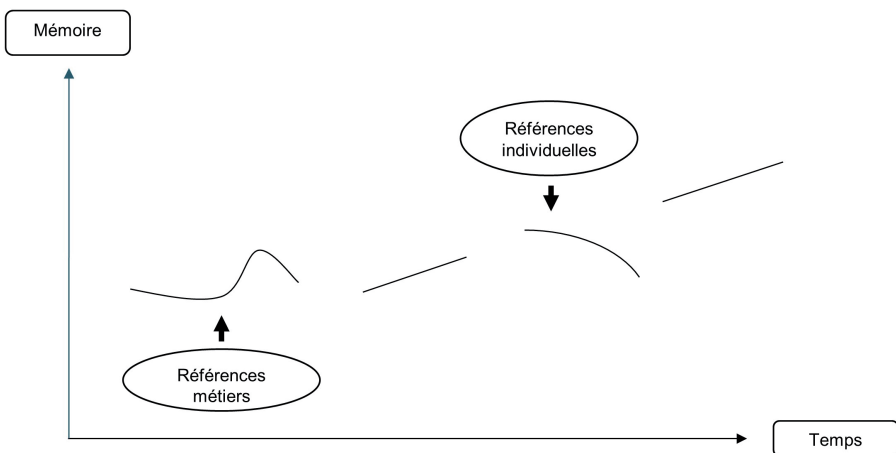 Mémoire
Références
individuelles
Références
métiers
Temps